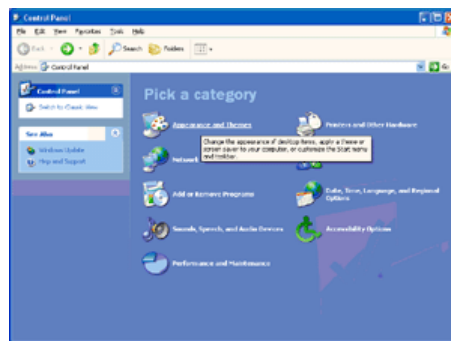 Control Panel
File Edit View Favorites Tools Help
Back Search Folders
Address Control Panel Go
Control Panel
Switch to Classic View
See Also
Windows Update
Help and Support
Pick a category
Appearance and Themes
Printers and Other Hardware
Change the appearance of desktop items, apply a theme or
screen saver to your computer, or customize the Start menu
and taskbar.
Network
Add or Remove Programs
Date, Time, Language, and Regional
Options
Sounds, Speech, and Audio Devices
Accessibility Options
Performance and Maintenance